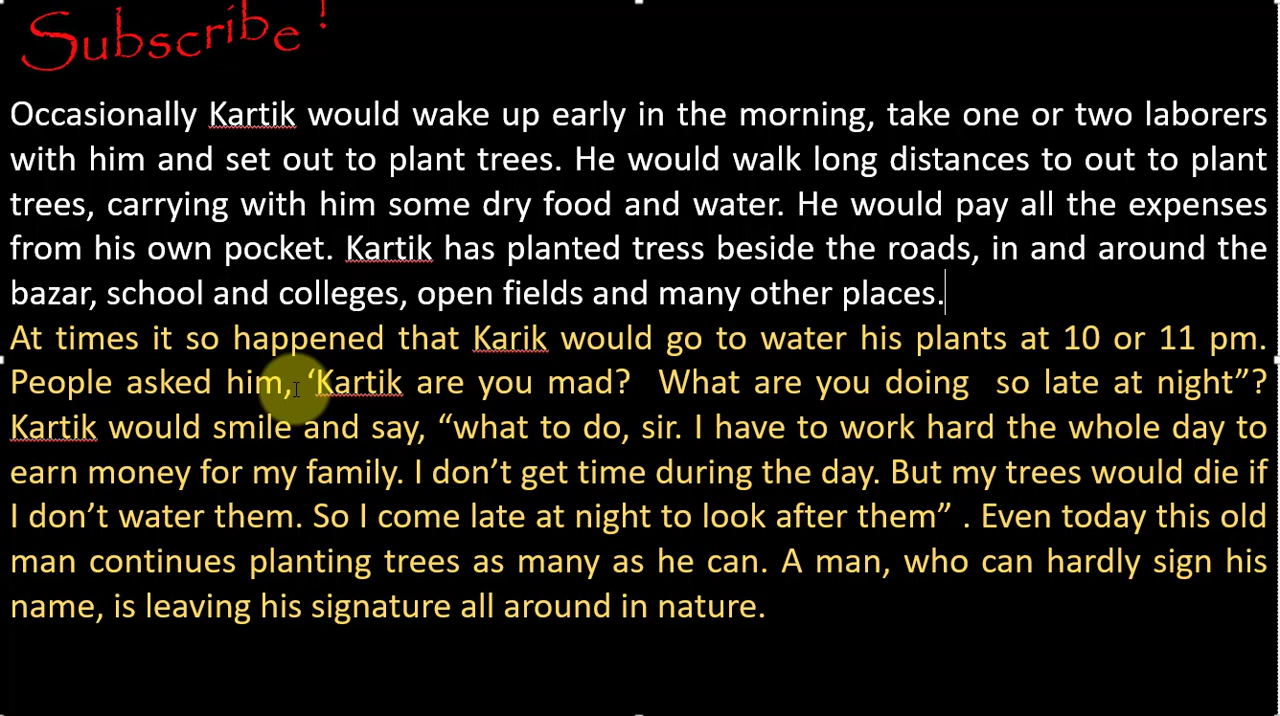 Subscribe!
Occasionally Kartik would wake up early in the morning, take one or two laborers
with him and set out to plant trees. He would walk long distances to out to plant
trees, carrying with him some dry food and water. He would pay all the expenses
from his own pocket. Kartik has planted tress beside the roads, in and around the
bazar, school and colleges, open fields and many other places.
At times it so happened that Karik would go to water his plants at 10 or 11 pm.
People asked him, ‘Kartik are you mad?  What are you doing  so late at night”?
Kartik would smile and say, “what to do, sir. I have to work hard the whole day to
earn money for my family. I don’t get time during the day. But my trees would die if
I don’t water them. So I come late at night to look after them” . Even today this old
man continues planting trees as many as he can. A man, who can hardly sign his
name, is leaving his signature all around in nature.